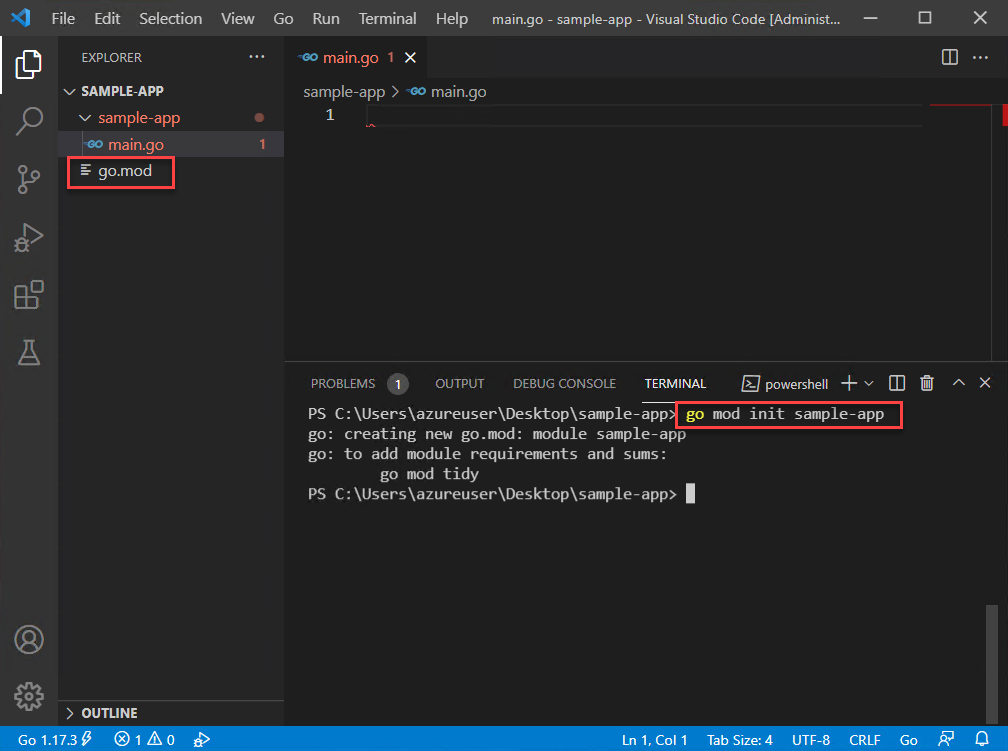 File Edit Selection View Go Run Terminal Help main.go - sample-app - Visual Studio Code [Administ...
EXPLORER
SAMPLE-APP
sample-app
GO main.go 1
go.mod
OUTLINE
GO main.go 1
sample-app > GO main.go
1
PROBLEMS 1 OUTPUT DEBUG CONSOLE TERMINAL powershell
PS C:\Users\azureuser\Desktop\sample-app> go mod init sample-app
go: creating new go.mod: module sample-app
go: to add module requirements and sums:
go mod tidy
PS C:\Users\azureuser\Desktop\sample-app>
Go 1.17.3 1 0 Ln 1, Col 1 Tab Size: 4 UTF-8 CRLF Go